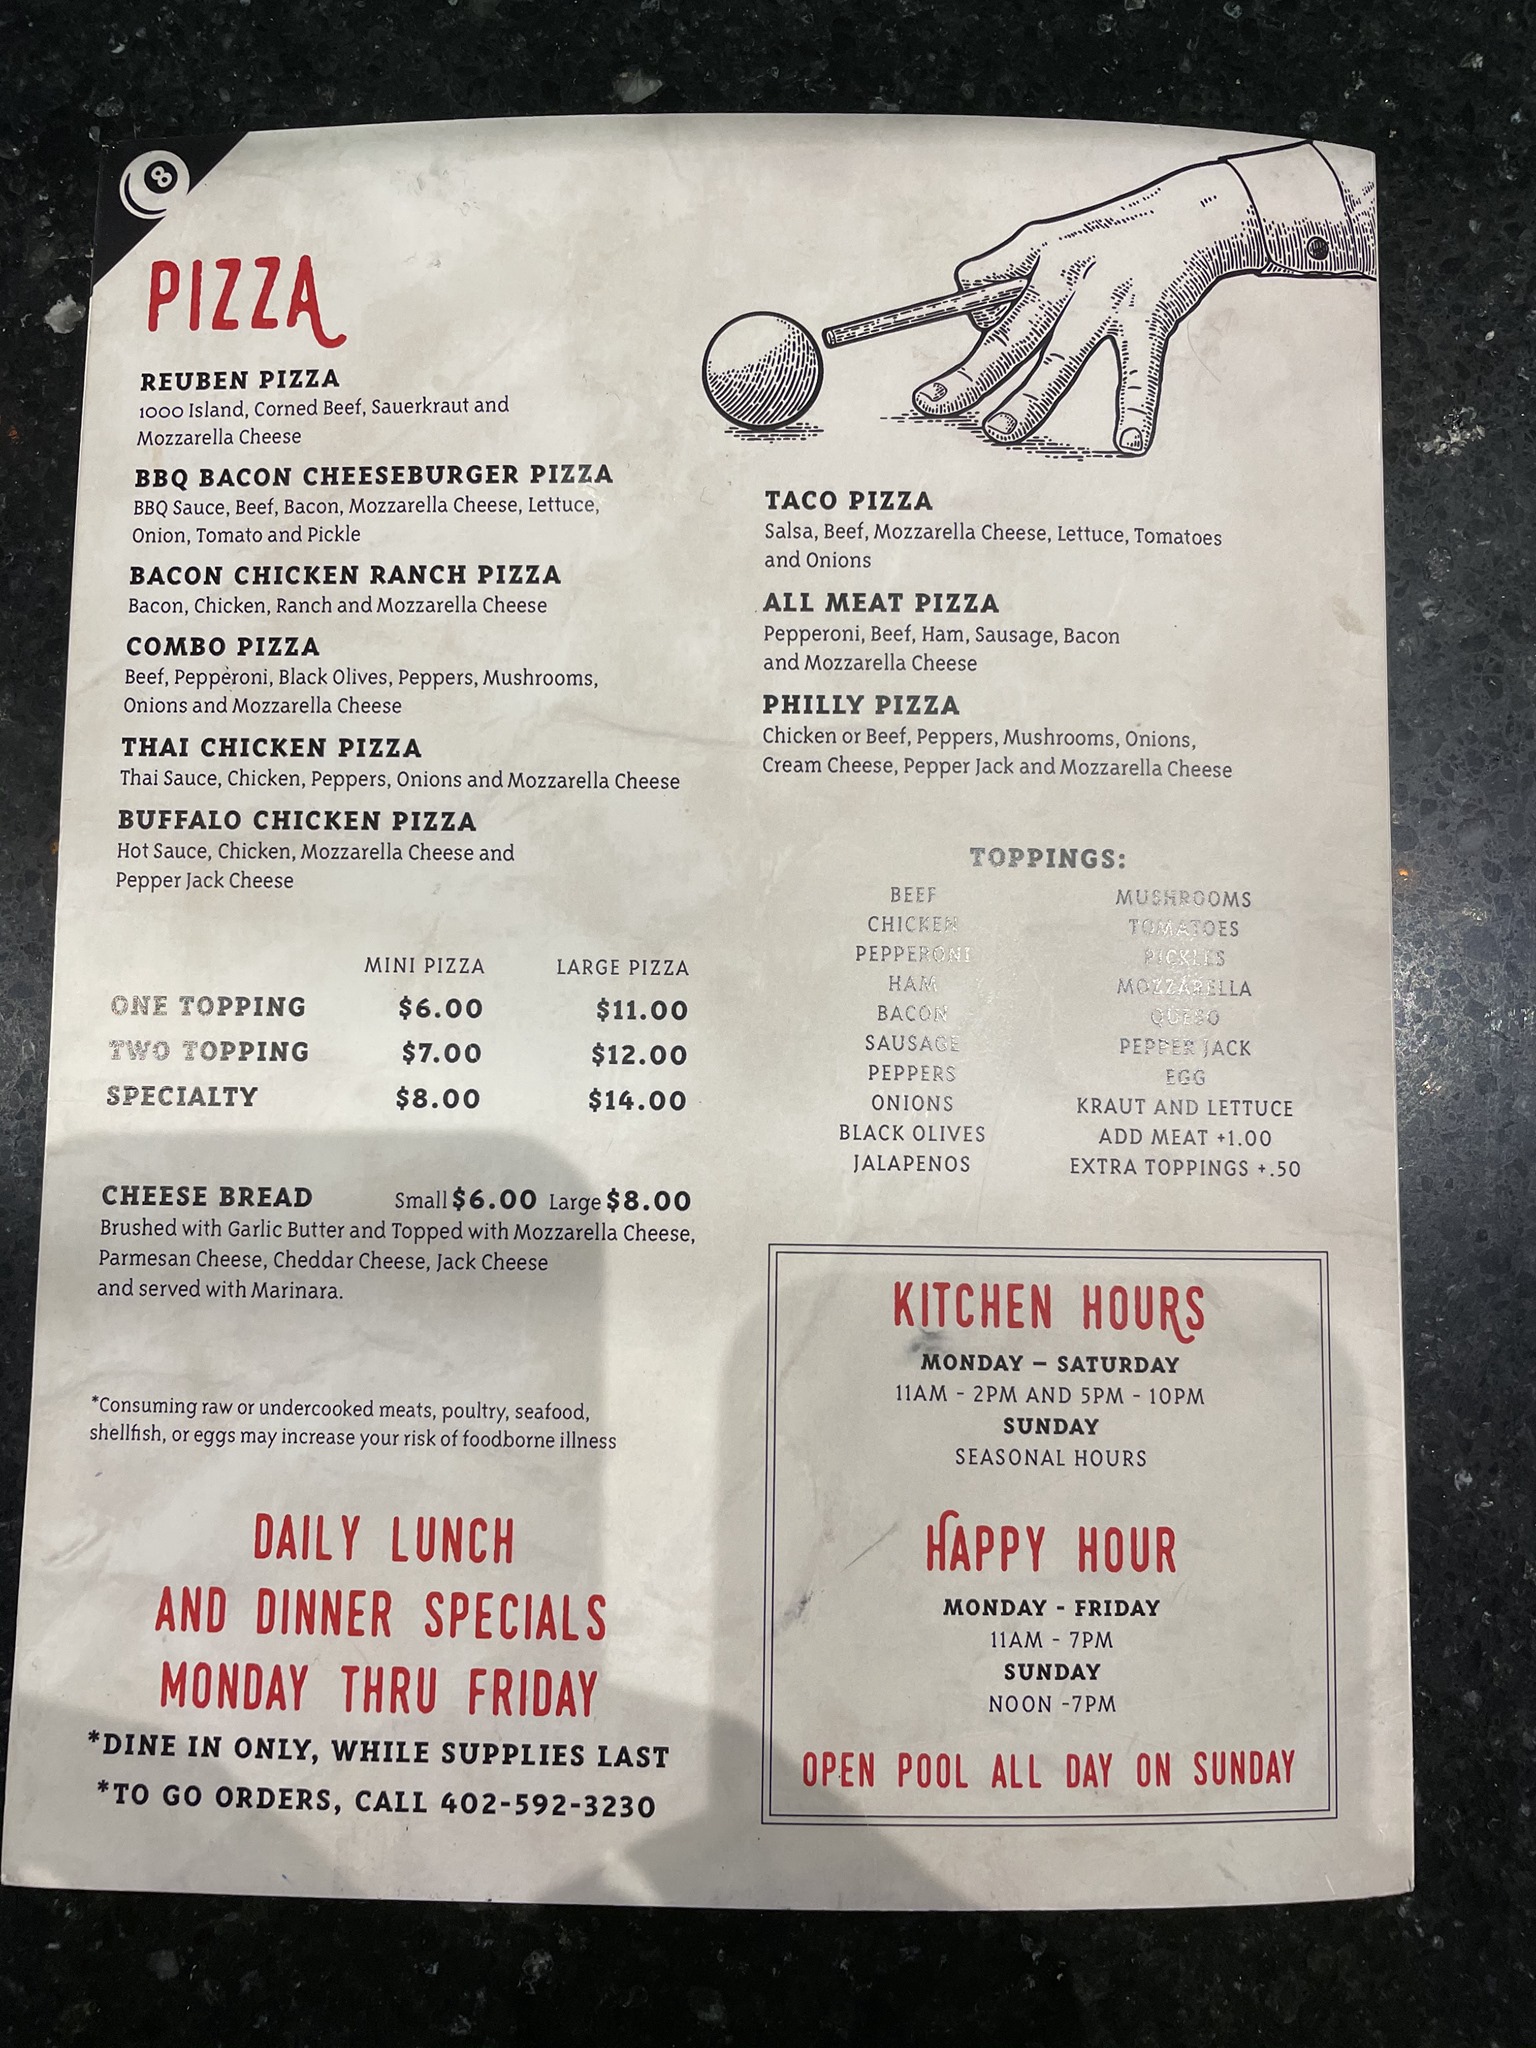 8
PIZZA
REUBEN PIZZA
1000 Island, Corned Beef, Sauerkraut and
Mozzarella Cheese
BBQ BACON CHEESEBURGER PIZZA
BBQ Sauce, Beef, Bacon, Mozzarella Cheese, Lettuce,
Onion, Tomato and Pickle
BACON CHICKEN RANCH PIZZA
Bacon, Chicken, Ranch and Mozzarella Cheese
COMBO PIZZA
Beef, Pepperoni, Black Olives, Peppers, Mushrooms,
Onions and Mozzarella Cheese
THAI CHICKEN PIZZA
Thai Sauce, Chicken, Peppers, Onions and Mozzarella Cheese
BUFFALO CHICKEN PIZZA
Hot Sauce, Chicken, Mozzarella Cheese and
Pepper Jack Cheese
MINI PIZZA LARGE PIZZA
ONE TOPPING $6.00 $11.00
TWO TOPPING $7.00 $12.00
SPECIALTY $8.00 $14.00
CHEESE BREAD Small $6.00 Large $8.00
Brushed with Garlic Butter and Topped with Mozzarella Cheese,
Parmesan Cheese, Cheddar Cheese, Jack Cheese
and served with Marinara.
*Consuming raw or undercooked meats, poultry, seafood,
shellfish, or eggs may increase your risk of foodborne illness
DAILY LUNCH
AND DINNER SPECIALS
MONDAY THRU FRIDAY
*DINE IN ONLY, WHILE SUPPLIES LAST
*TO GO ORDERS, CALL 402-592-3230
TACO PIZZA
Salsa, Beef, Mozzarella Cheese, Lettuce, Tomatoes
and Onions
ALL MEAT PIZZA
Pepperoni, Beef, Ham, Sausage, Bacon
and Mozzarella Cheese
PHILLY PIZZA
Chicken or Beef, Peppers, Mushrooms, Onions,
Cream Cheese, Pepper Jack and Mozzarella Cheese
TOPPINGS:
BEEF
CHICKEN
PEPPERONI
HAM
BACON
SAUSAGE
PEPPERS
ONIONS
BLACK OLIVES
JALAPENOS
MUSHROOMS
TOMATOES
PICKLES
MOZZARELLA
QUESO
PEPPER JACK
EGG
KRAUT AND LETTUCE
ADD MEAT +1.00
EXTRA TOPPINGS +.50
KITCHEN HOURS
MONDAY – SATURDAY
11AM - 2PM AND 5PM - 10PM
SUNDAY
SEASONAL HOURS
HAPPY HOUR
MONDAY - FRIDAY
11AM - 7PM
SUNDAY
NOON -7PM
OPEN POOL ALL DAY ON SUNDAY